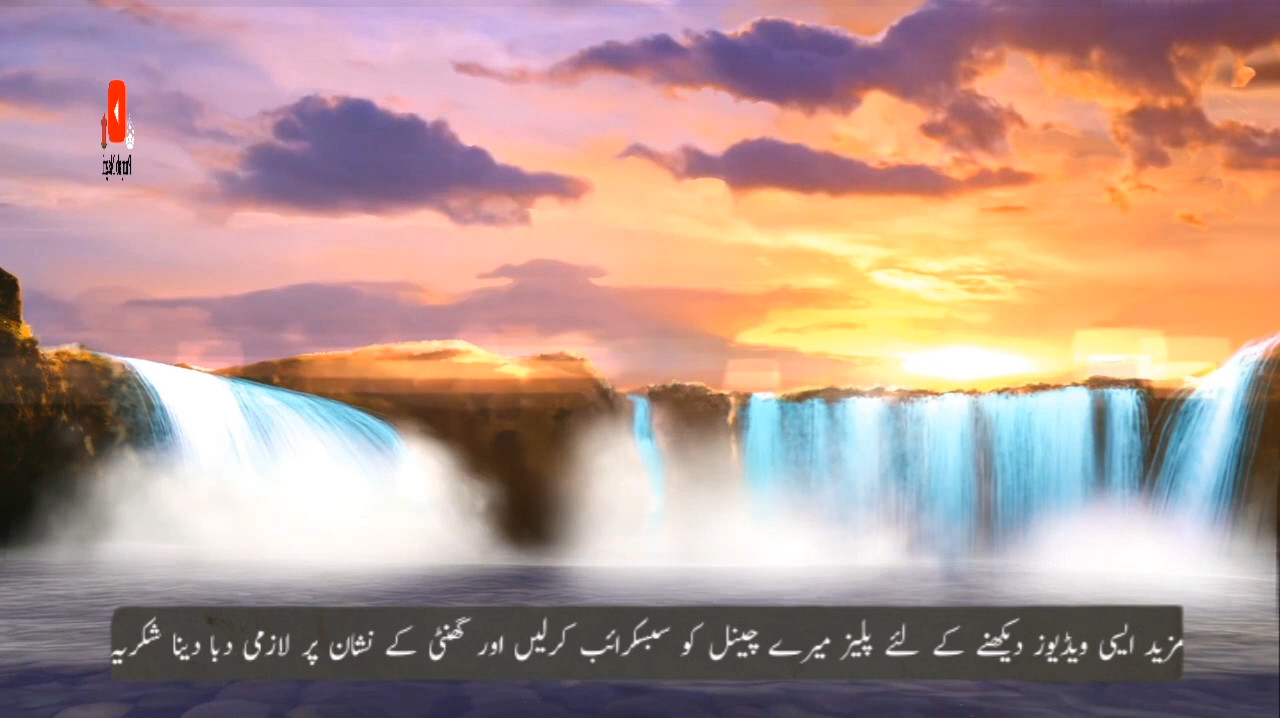 مزید ایسی ویڈیوز دیکھنے کے لئے پلیز میرے چینل کو سبسکرائب کرلیں اور گھنٹی کے نشان پر لازمی دبا دینا شکریہ